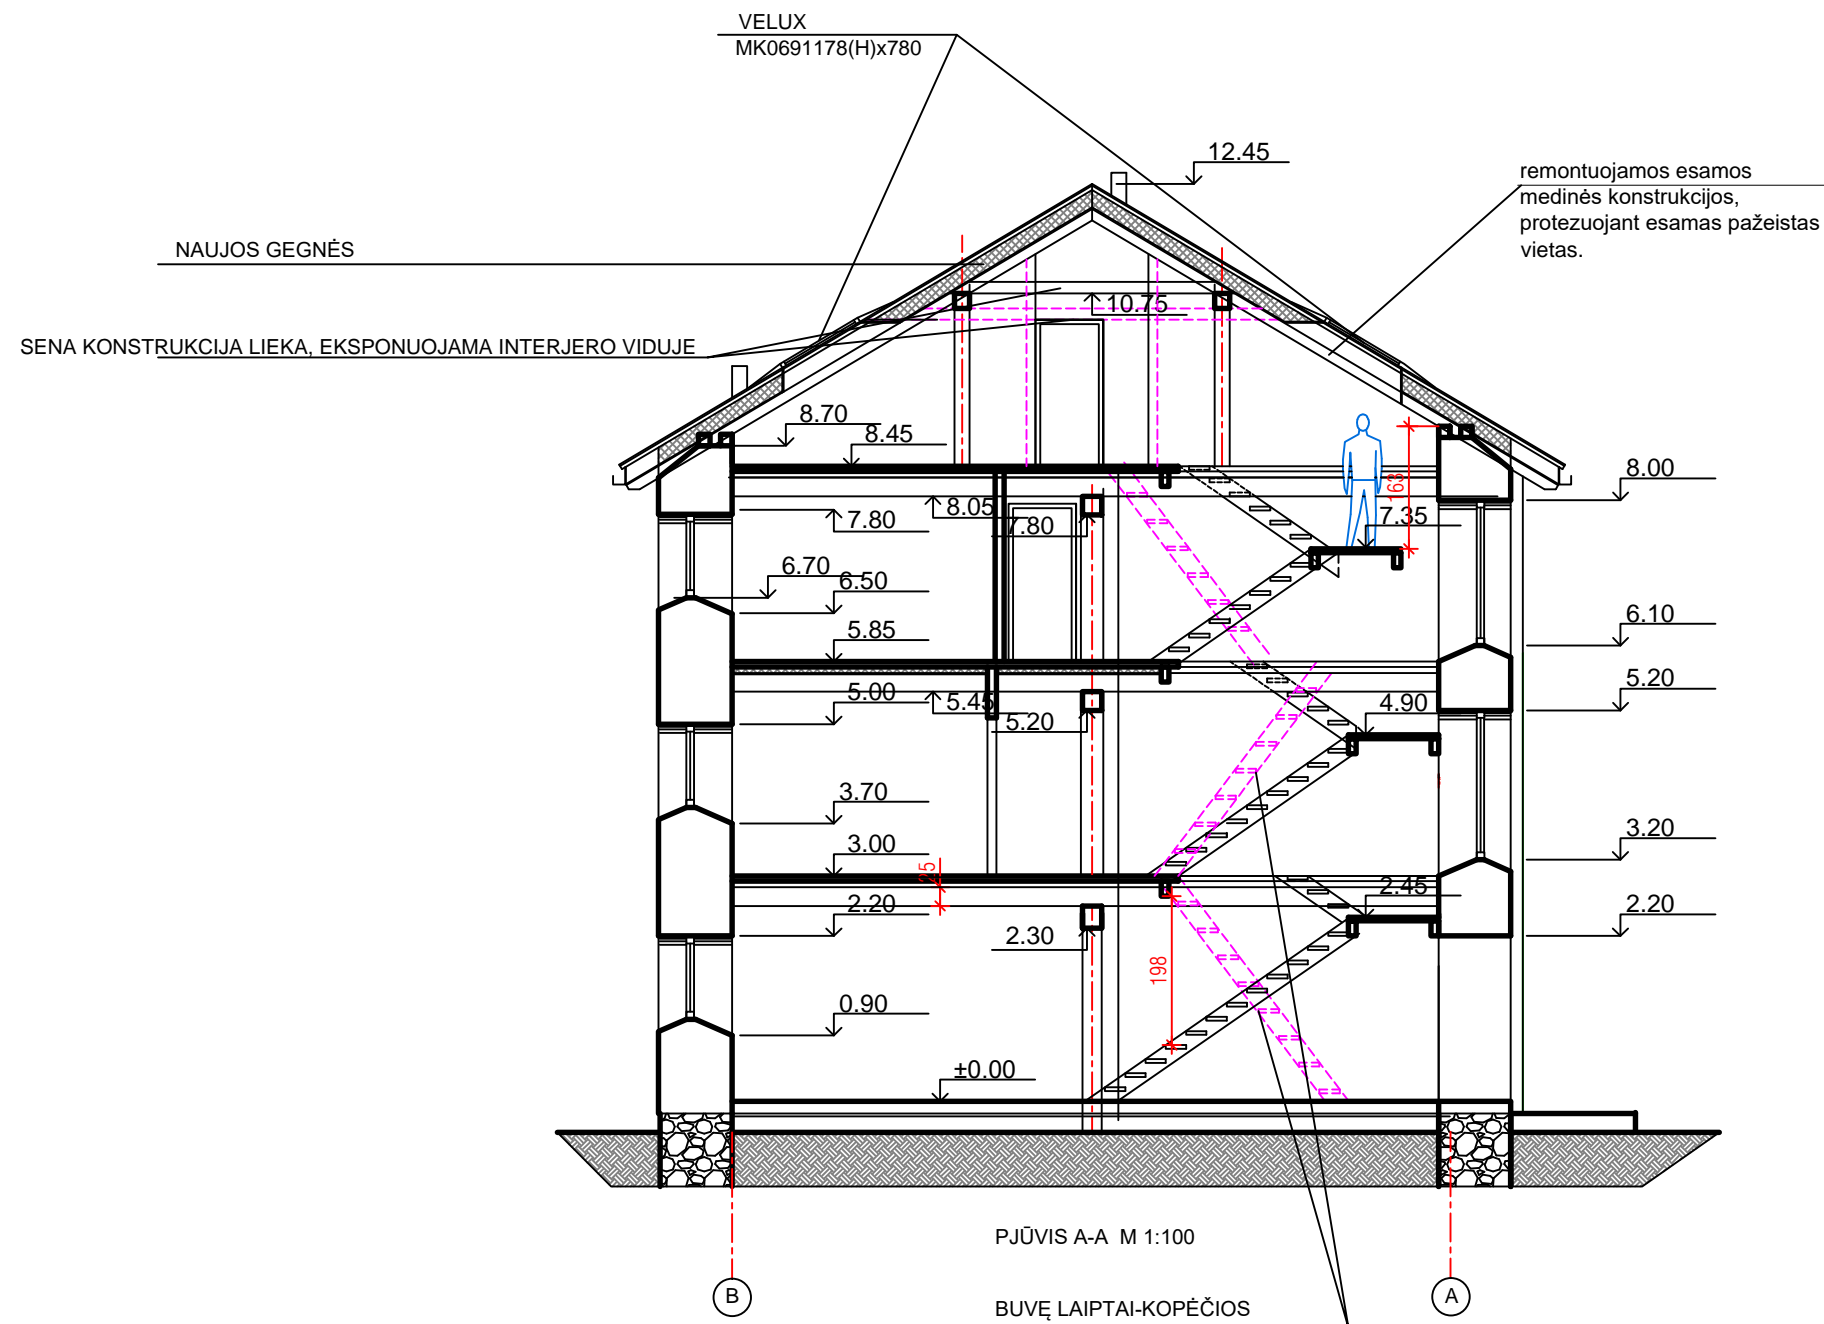 VELUX
MK0691178(H)x780
12.45
remontuojamos esamos
medinės konstrukcijos,
protezuojant esamas pažeistas
vietas.
NAUJOS GEGNĖS
10.75
SENA KONSTRUKCIJA LIEKA, EKSPONUOJAMA INTERJERO VIDUJE
8.70
8.45
8.00
163
8.05
7.80
7.80
7.35
6.70
6.50
6.10
5.85
5.00
5.45
5.20
4.90
5.20
3.70
3.00
3.20
25
2.20
2.45
2.20
2.30
198
0.90
±0.00
PJŪVIS A-A M 1:100
B
A
BUVĘ LAIPTAI-KOPĖČIOS